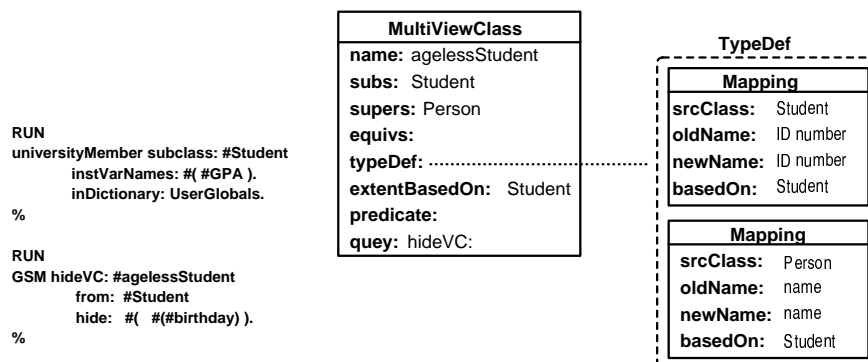 RUN
universityMember subclass: #Student
instVarNames: #( #GPA ).
inDictionary: UserGlobals.
%
RUN
GSM hideVC: #agelessStudent
from: #Student
hide: #( #(#birthday) ).
%
MultiViewClass
name: agelessStudent
subs: Student
supers: Person
equivs:
typeDef:
extentBasedOn: Student
predicate:
quey: hideVC:
TypeDef
Mapping
srcClass: Student
oldName: ID number
newName: ID number
basedOn: Student
Mapping
srcClass: Person
oldName: name
newName: name
basedOn: Student